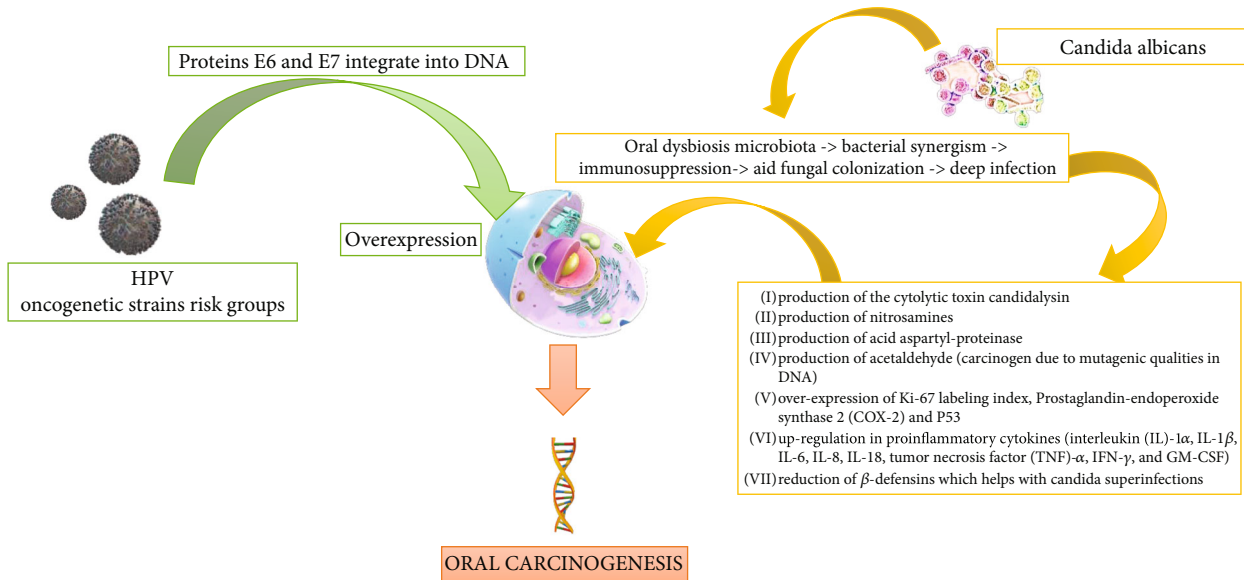 Proteins E6 and E7 integrate into DNA
Candida albicans
Oral dysbiosis microbiota -> bacterial synergism ->
immunosuppression-> aid fungal colonization -> deep infection
Overexpression
HPV
oncogenetic strains risk groups
(I) production of the cytolytic toxin candidalysin
(II) production of nitrosamines
(III) production of acid aspartyl-proteinase
(IV) production of acetaldehyde (carcinogen due to mutagenic qualities in
DNA)
(V) over-expression of Ki-67 labeling index, Prostaglandin-endoperoxide
synthase 2 (COX-2) and P53
(VI) up-regulation in proinflammatory cytokines (interleukin (IL)-1α, IL-1β,
IL-6, IL-8, IL-18, tumor necrosis factor (TNF)-α, IFN-γ, and GM-CSF)
(VII) reduction of β-defensins which helps with candida superinfections
ORAL CARCINOGENESIS